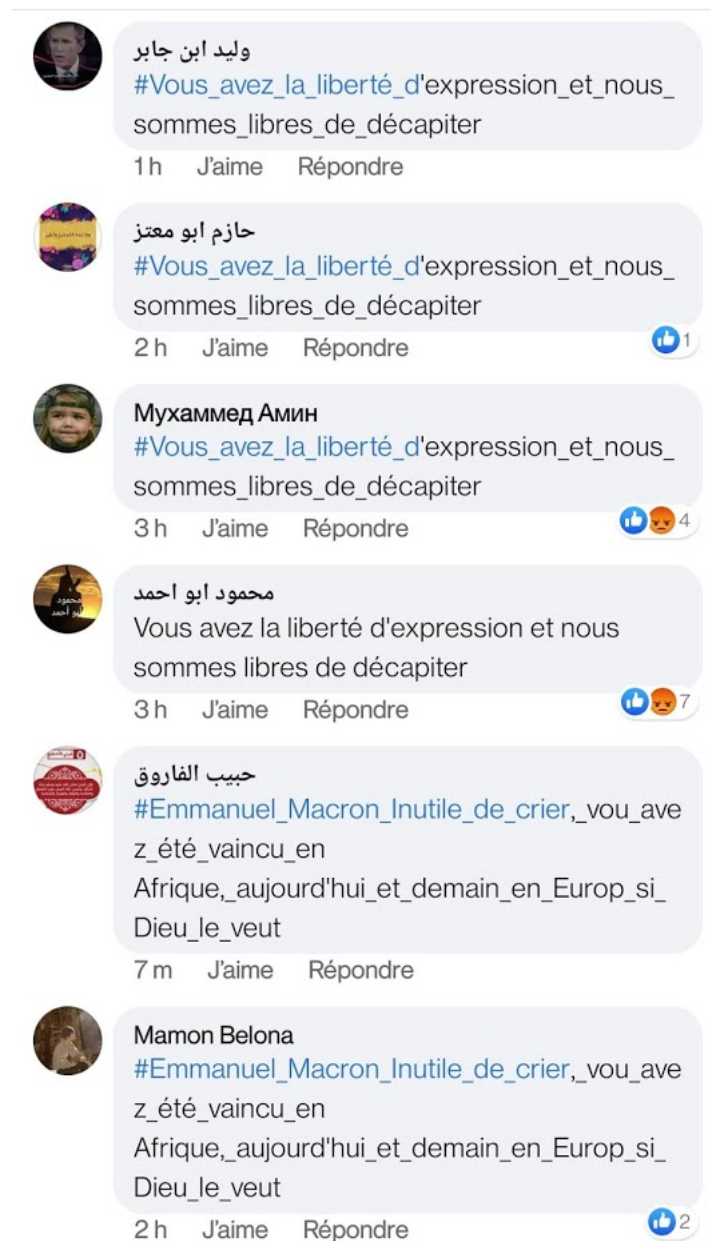 وليد ابن جابر
#Vous_avez_la_liberté_d'expression_et_nous_
sommes_libres_de_décapiter
1 h J'aime Répondre
حازم ابو معتز
#Vous_avez_la_liberté_d'expression_et_nous_
sommes_libres_de_décapiter
2 h J'aime Répondre
1
Мухаммед Амин
#Vous_avez_la_liberté_d'expression_et_nous_
sommes_libres_de_décapiter
3 h J'aime Répondre
4
محمود ابو احمد
محمود
ابو أحمد
Vous avez la liberté d'expression et nous
sommes libres de décapiter
3 h J'aime Répondre
7
حبيب الفاروق
#Emmanuel_Macron_Inutile_de_crier,_vou_ave
z_été_vaincu_en
Afrique,_aujourd'hui_et_demain_en_Europ_si_
Dieu_le_veut
7 m J'aime Répondre
Mamon Belona
#Emmanuel_Macron_Inutile_de_crier,_vou_ave
z_été_vaincu_en
Afrique,_aujourd'hui_et_demain_en_Europ_si_
Dieu_le_veut
2 h J'aime Répondre
2